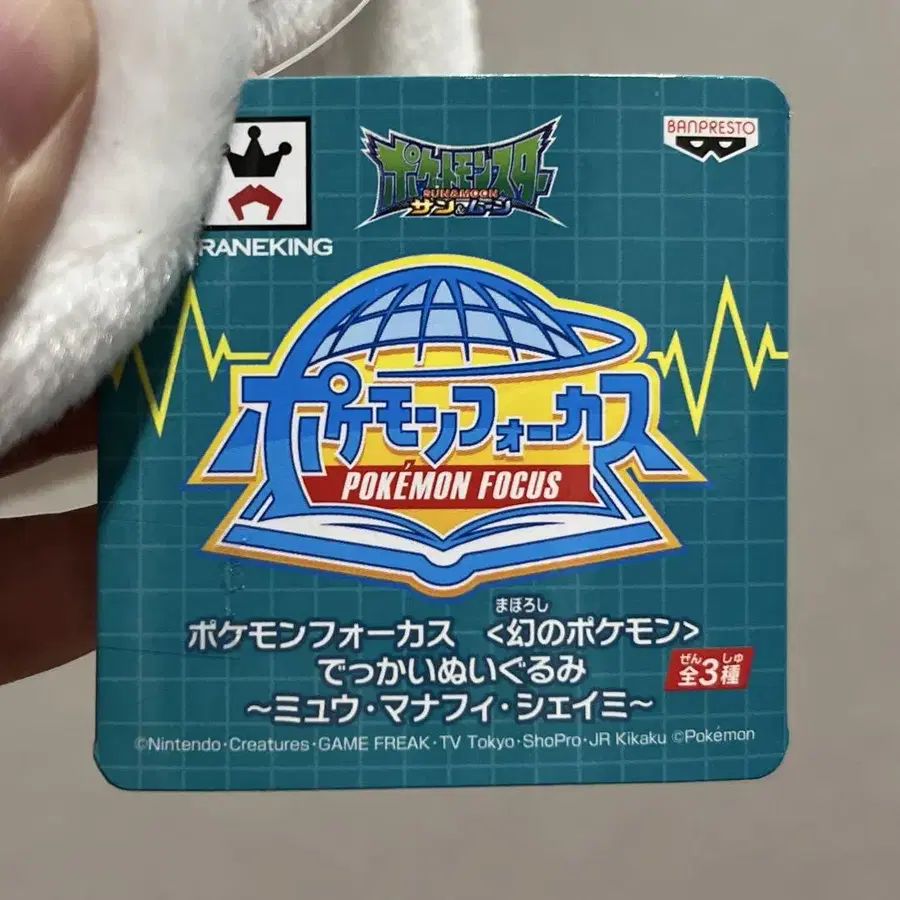 BANPRESTO
ポケットモンスター
SUN&MOON
サン&ムーン
RANEKING
ポケモンフォーカス
POKÉMON FOCUS
まぼろし
ポケモンフォーカス <幻のポケモン>
でっかいぬいぐるみ
ぜん しゅ
全3種
~ミュウ・マナフィ・シェイミ~
©Nintendo・Creatures・GAME FREAK・TV Tokyo・ShoPro・JR Kikaku ©Pokémon